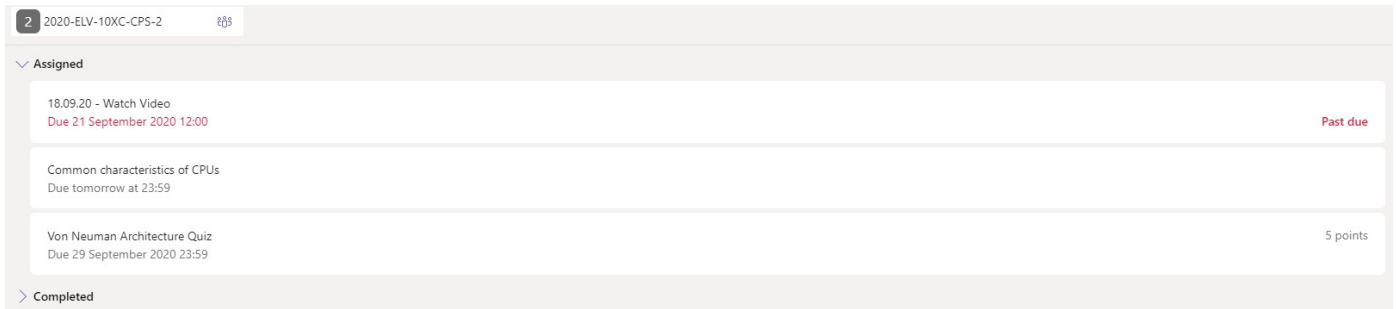 2 2020-ELV-10XC-CPS-2
Assigned
18.09.20 - Watch Video
Due 21 September 2020 12:00
Past due
Common characteristics of CPUs
Due tomorrow at 23:59
Von Neuman Architecture Quiz
5 points
Due 29 September 2020 23:59
Completed